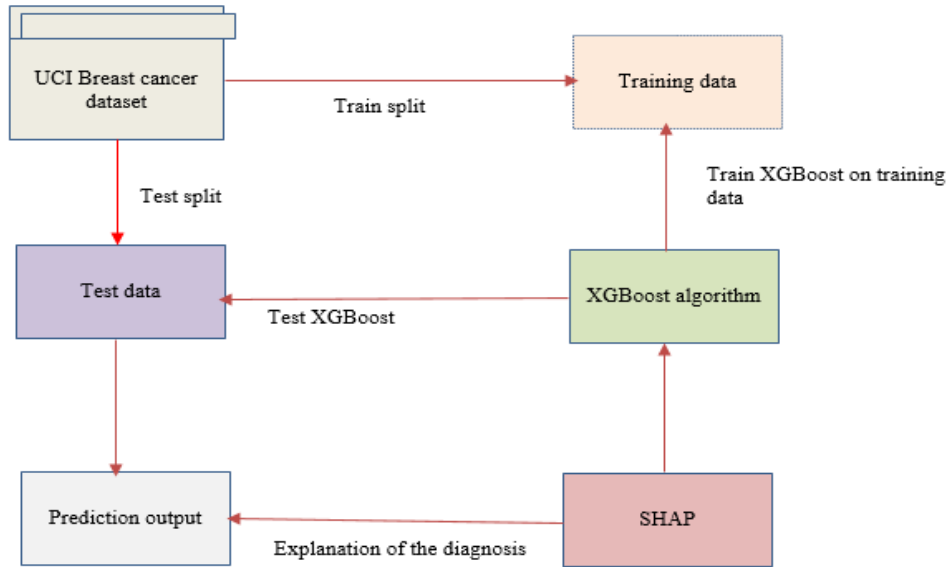 UCI Breast cancer
dataset
Train split
Training data
Test split
Train XGBoost on training
data
Test data
Test XGBoost
XGBoost algorithm
Prediction output
Explanation of the diagnosis
SHAP